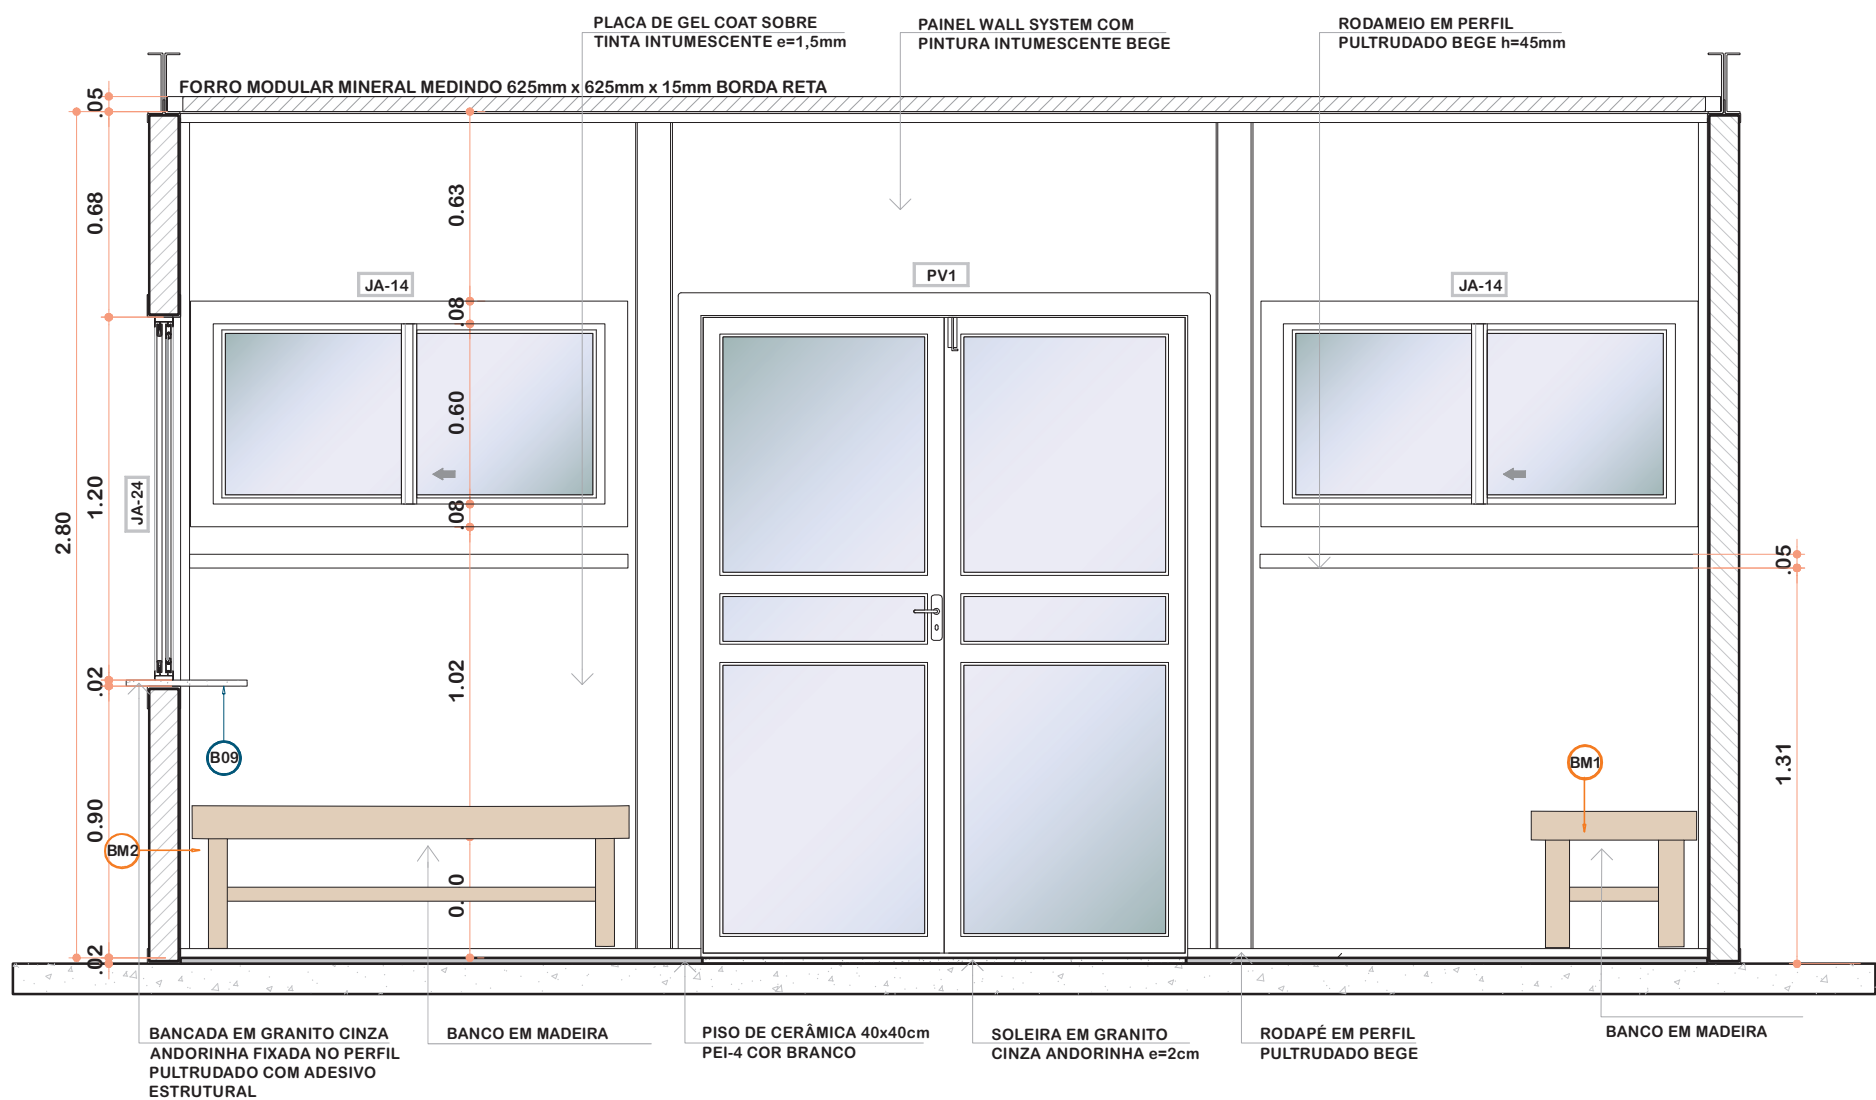 PLACA DE GEL COAT SOBRE
TINTA INTUMESCENTE e=1,5mm
PAINEL WALL SYSTEM COM
PINTURA INTUMESCENTE BEGE
RODAMEIO EM PERFIL
PULTRUDADO BEGE h=45mm
FORRO MODULAR MINERAL MEDINDO 625mm x 625mm x 15mm BORDA RETA
.05
0.68
0.63
JA-14
PV1
JA-14
.08
0.60
1.20
JA-24
.08
2.80
.05
.02
1.02
B09
BM1
1.31
0.90
BM2
.02
BANCADA EM GRANITO CINZA
ANDORINHA FIXADA NO PERFIL
PULTRUDADO COM ADESIVO
ESTRUTURAL
BANCO EM MADEIRA
PISO DE CERÂMICA 40x40cm
PEI-4 COR BRANCO
SOLEIRA EM GRANITO
CINZA ANDORINHA e=2cm
RODAPÉ EM PERFIL
PULTRUDADO BEGE
BANCO EM MADEIRA